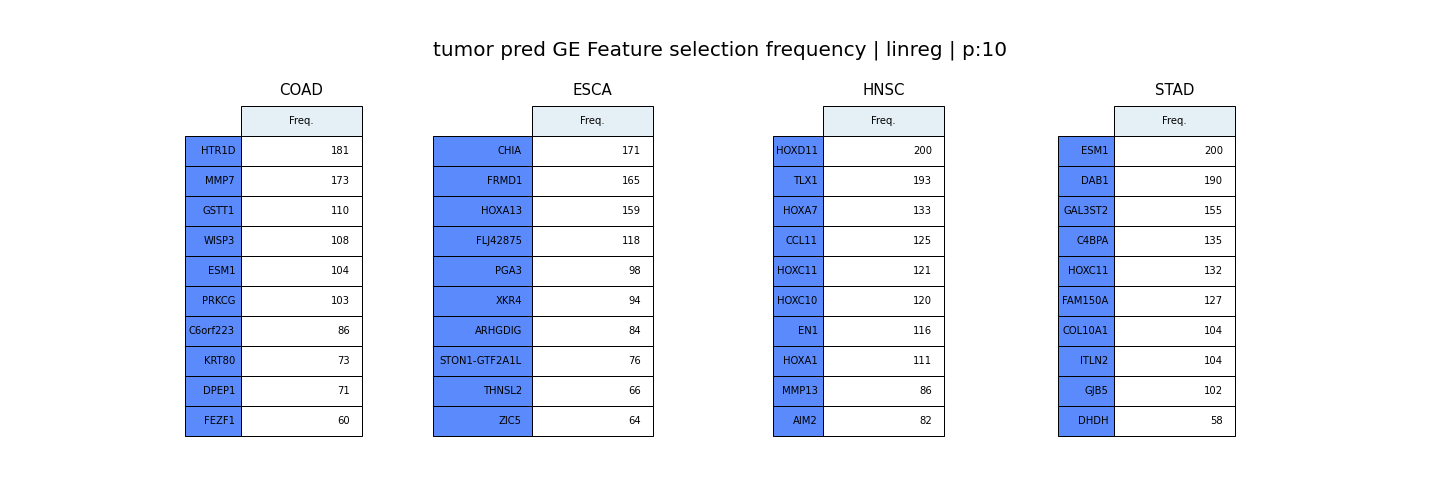 tumor pred GE Feature selection frequency | linreg | p:10
COAD
Freq.
HTR1D 181
MMP7 173
GSTT1 110
WISP3 108
ESM1 104
PRKCG 103
C6orf223 86
KRT80 73
DPEP1 71
FEZF1 60
ESCA
Freq.
CHIA 171
FRMD1 165
HOXA13 159
FLJ42875 118
PGA3 98
XKR4 94
ARHGDIG 84
STON1-GTF2A1L 76
THNSL2 66
ZIC5 64
HNSC
Freq.
HOXD11 200
TLX1 193
HOXA7 133
CCL11 125
HOXC11 121
HOXC10 120
EN1 116
HOXA1 111
MMP13 86
AIM2 82
STAD
Freq.
ESM1 200
DAB1 190
GAL3ST2 155
C4BPA 135
HOXC11 132
FAM150A 127
COL10A1 104
ITLN2 104
GJB5 102
DHDH 58